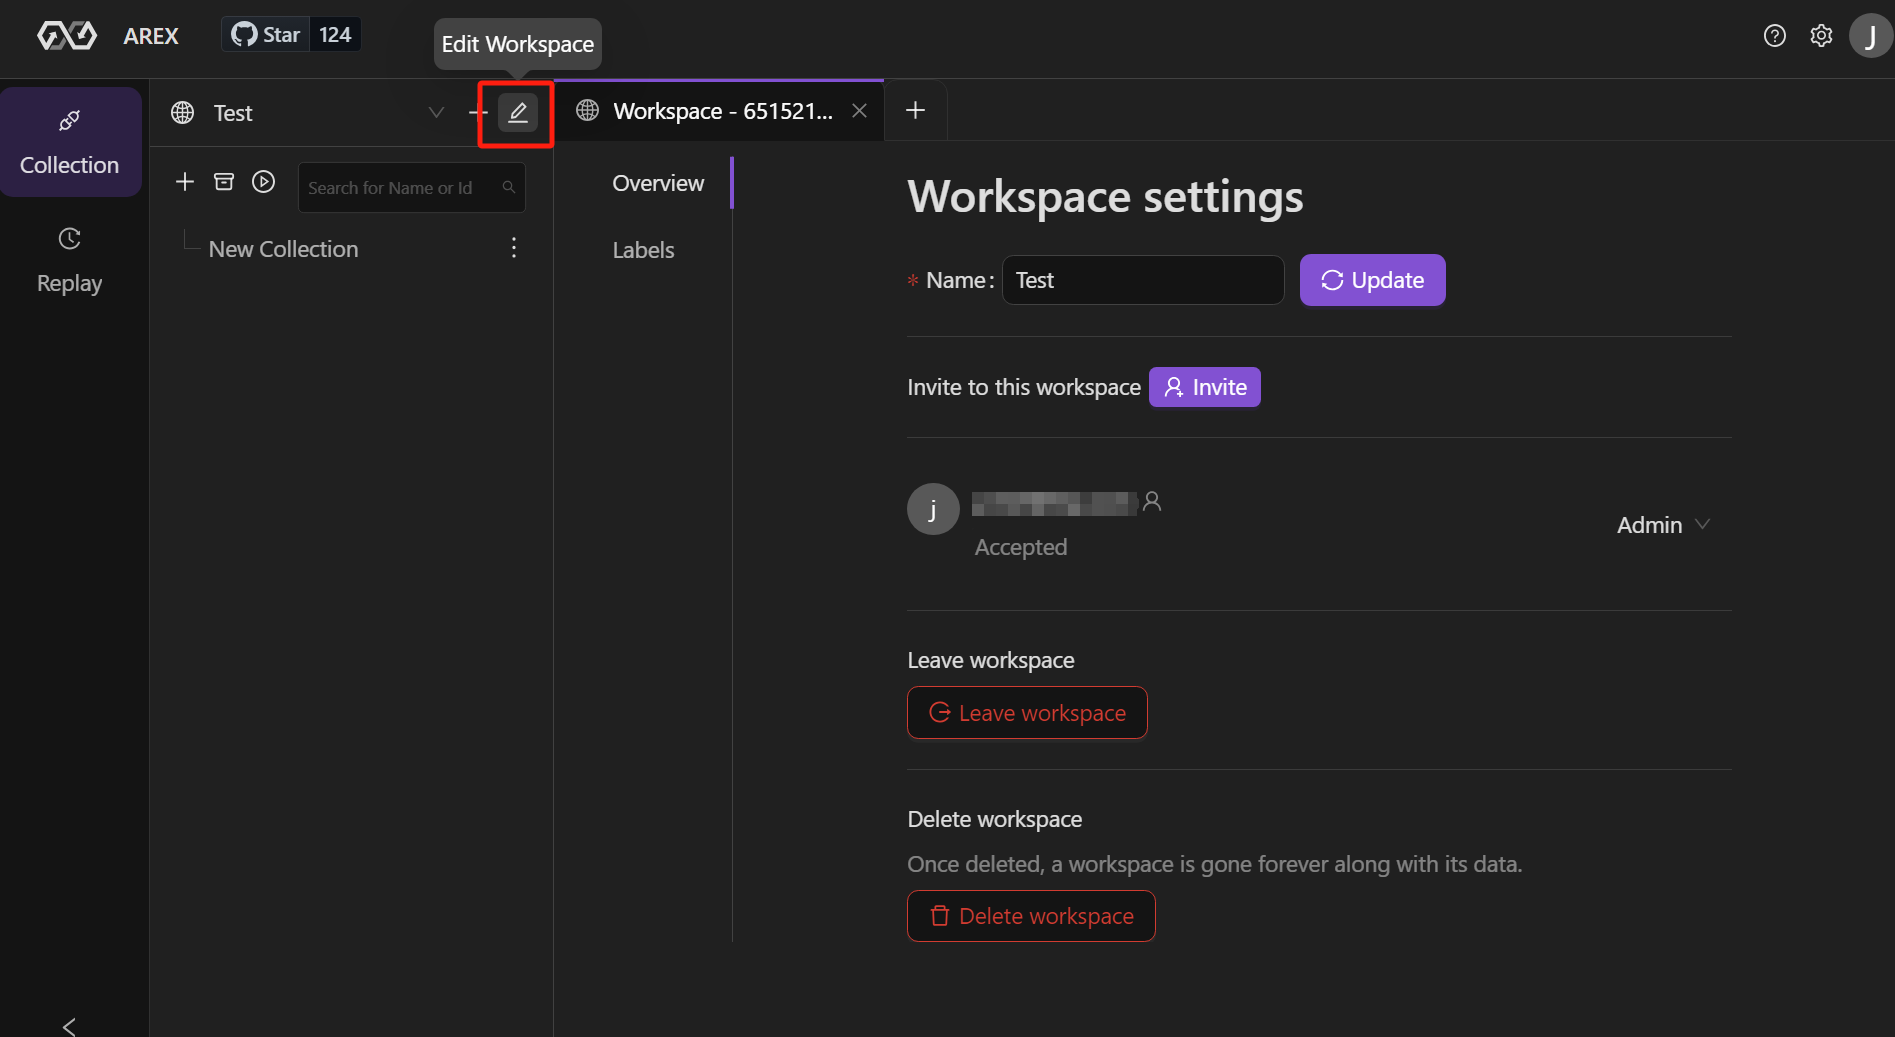 AREX
Star 124
Edit Workspace
J
Collection
Replay
Test
Search for Name or Id
New Collection
Workspace - 651521...
Overview
Labels
Workspace settings
* Name: Test
Update
Invite to this workspace
Invite
j
Accepted
Admin
Leave workspace
Leave workspace
Delete workspace
Once deleted, a workspace is gone forever along with its data.
Delete workspace